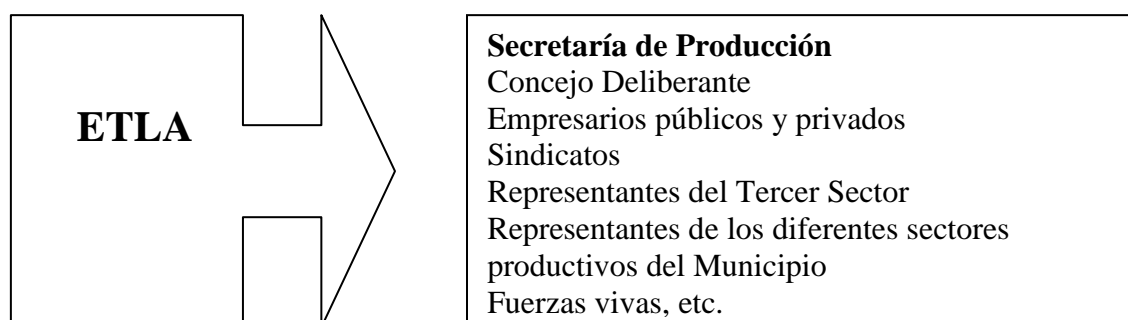 ETLA
Secretaría de Producción
Concejo Deliberante
Empresarios públicos y privados
Sindicatos
Representantes del Tercer Sector
Representantes de los diferentes sectores
productivos del Municipio
Fuerzas vivas, etc.